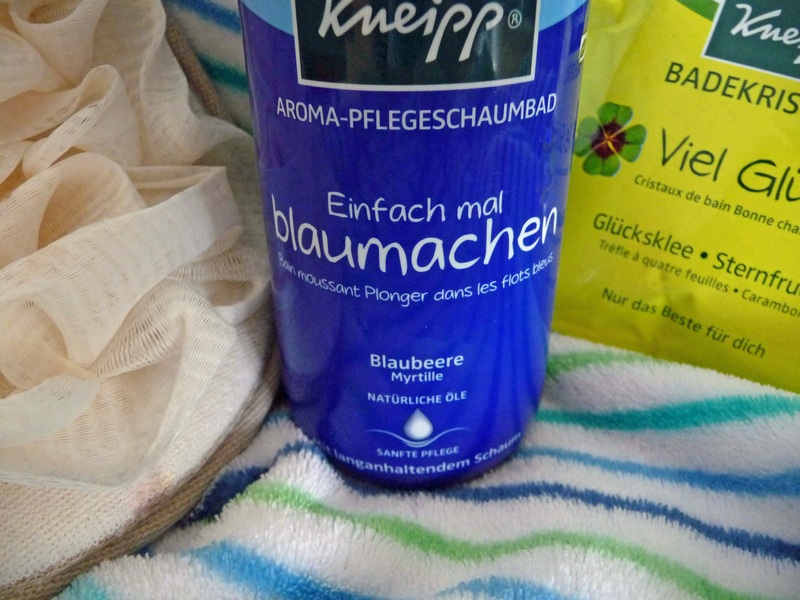 Kneipp®
AROMA-PFLEGESCHAUMBAD
Einfach mal
blaumachen
Bain moussant Plonger dans les flots bleus
Blaubeere
Myrtille
NATÜRLICHE ÖLE
SANFTE PFLEGE
langanhaltendem Schaum
Kneipp
BADEKRIS
Viel Glü
Cristaux de bain Bonne cha
Glücksklee • Sternfru
Trèfle à quatre feuilles • Carambo
Nur das Beste für dich